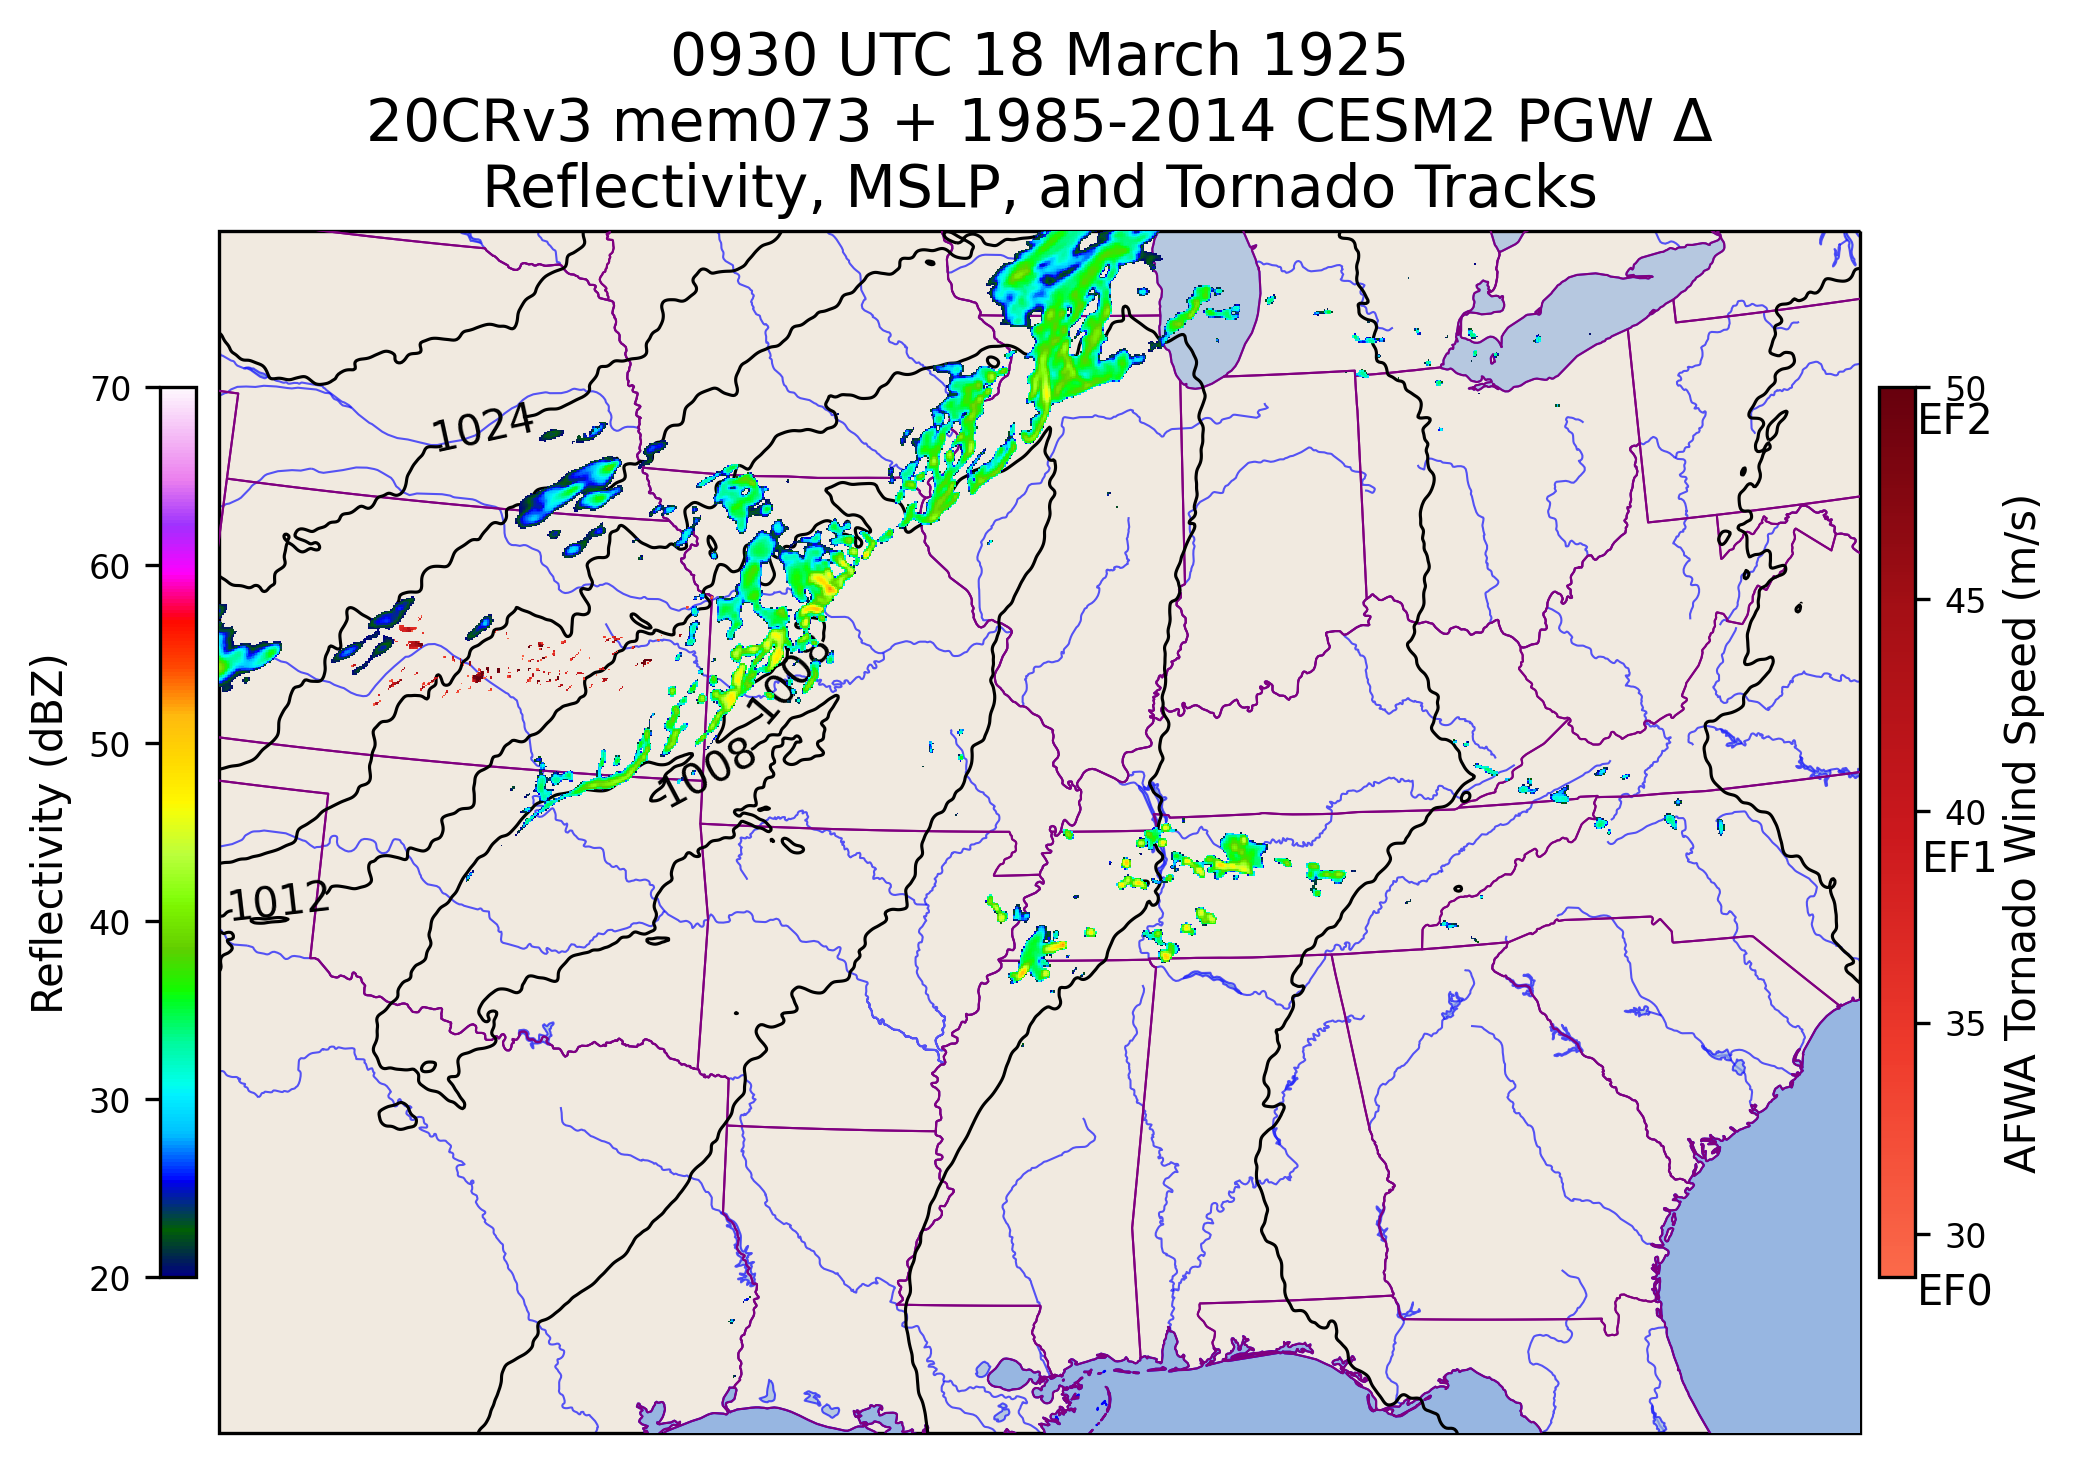 0930 UTC 18 March 1925
20CRv3 mem073 + 1985-2014 CESM2 PGW Δ
Reflectivity, MSLP, and Tornado Tracks
Reflectivity (dBZ)
70
60
50
40
30
20
1024
1008
1008
1012
50
EF2
45
40
EF1
35
30
EF0
AFWA Tornado Wind Speed (m/s)